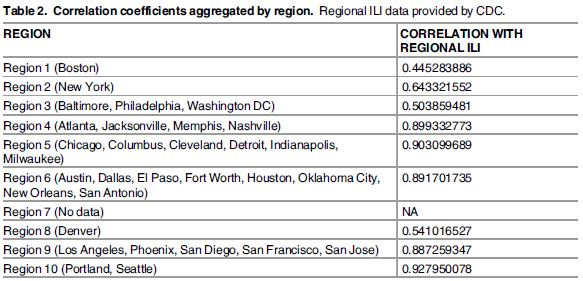 Table 2. Correlation coefficients aggregated by region. Regional ILI data provided by CDC.
REGION CORRELATION WITH
REGIONAL ILI
Region 1 (Boston) 0.445283886
Region 2 (New York) 0.643321552
Region 3 (Baltimore, Philadelphia, Washington DC) 0.503859481
Region 4 (Atlanta, Jacksonville, Memphis, Nashville) 0.899332773
Region 5 (Chicago, Columbus, Cleveland, Detroit, Indianapolis, 0.903099689
Milwaukee)
Region 6 (Austin, Dallas, El Paso, Fort Worth, Houston, Oklahoma City, 0.891701735
New Orleans, San Antonio)
Region 7 (No data) NA
Region 8 (Denver) 0.541016527
Region 9 (Los Angeles, Phoenix, San Diego, San Francisco, San Jose) 0.887259347
Region 10 (Portland, Seattle) 0.927950078